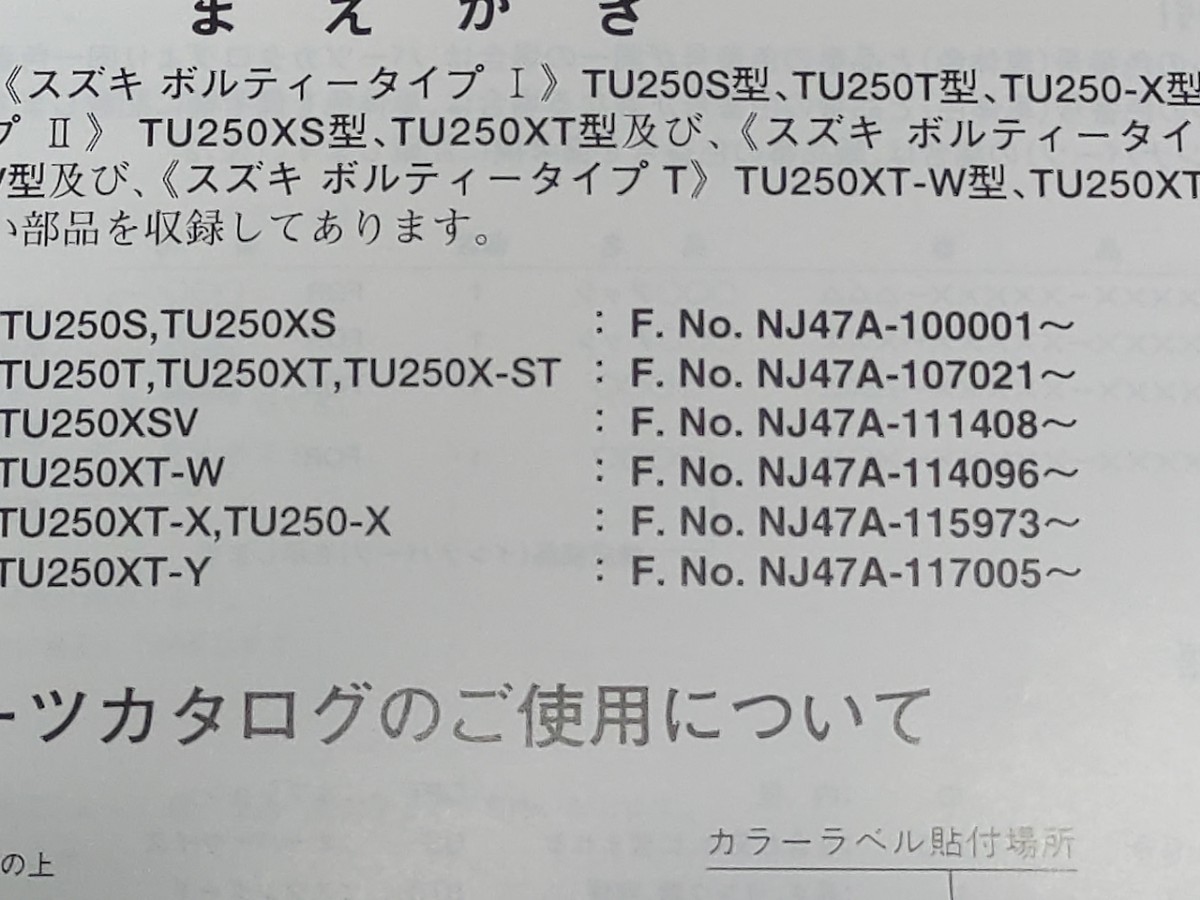 まえがき
《スズキ ボルティータイプ Ⅰ》TU250S型、TU250T型、TU250-X型
プ Ⅱ》 TU250XS型、TU250XT型及び、《スズキ ボルティータイ
型及び、《スズキ ボルティータイプ T》 TU250XT-W型、TU250XT
い部品を収録してあります。
TU250S,TU250XS : F. No. NJ47A-100001～
TU250T,TU250XT,TU250X-ST : F. No. NJ47A-107021～
TU250XSV : F. No. NJ47A-111408～
TU250XT-W : F. No. NJ47A-114096～
TU250XT-X,TU250-X : F. No. NJ47A-115973～
TU250XT-Y : F. No. NJ47A-117005～
ーツカタログのご使用について
カラーラベル貼付場所
の上